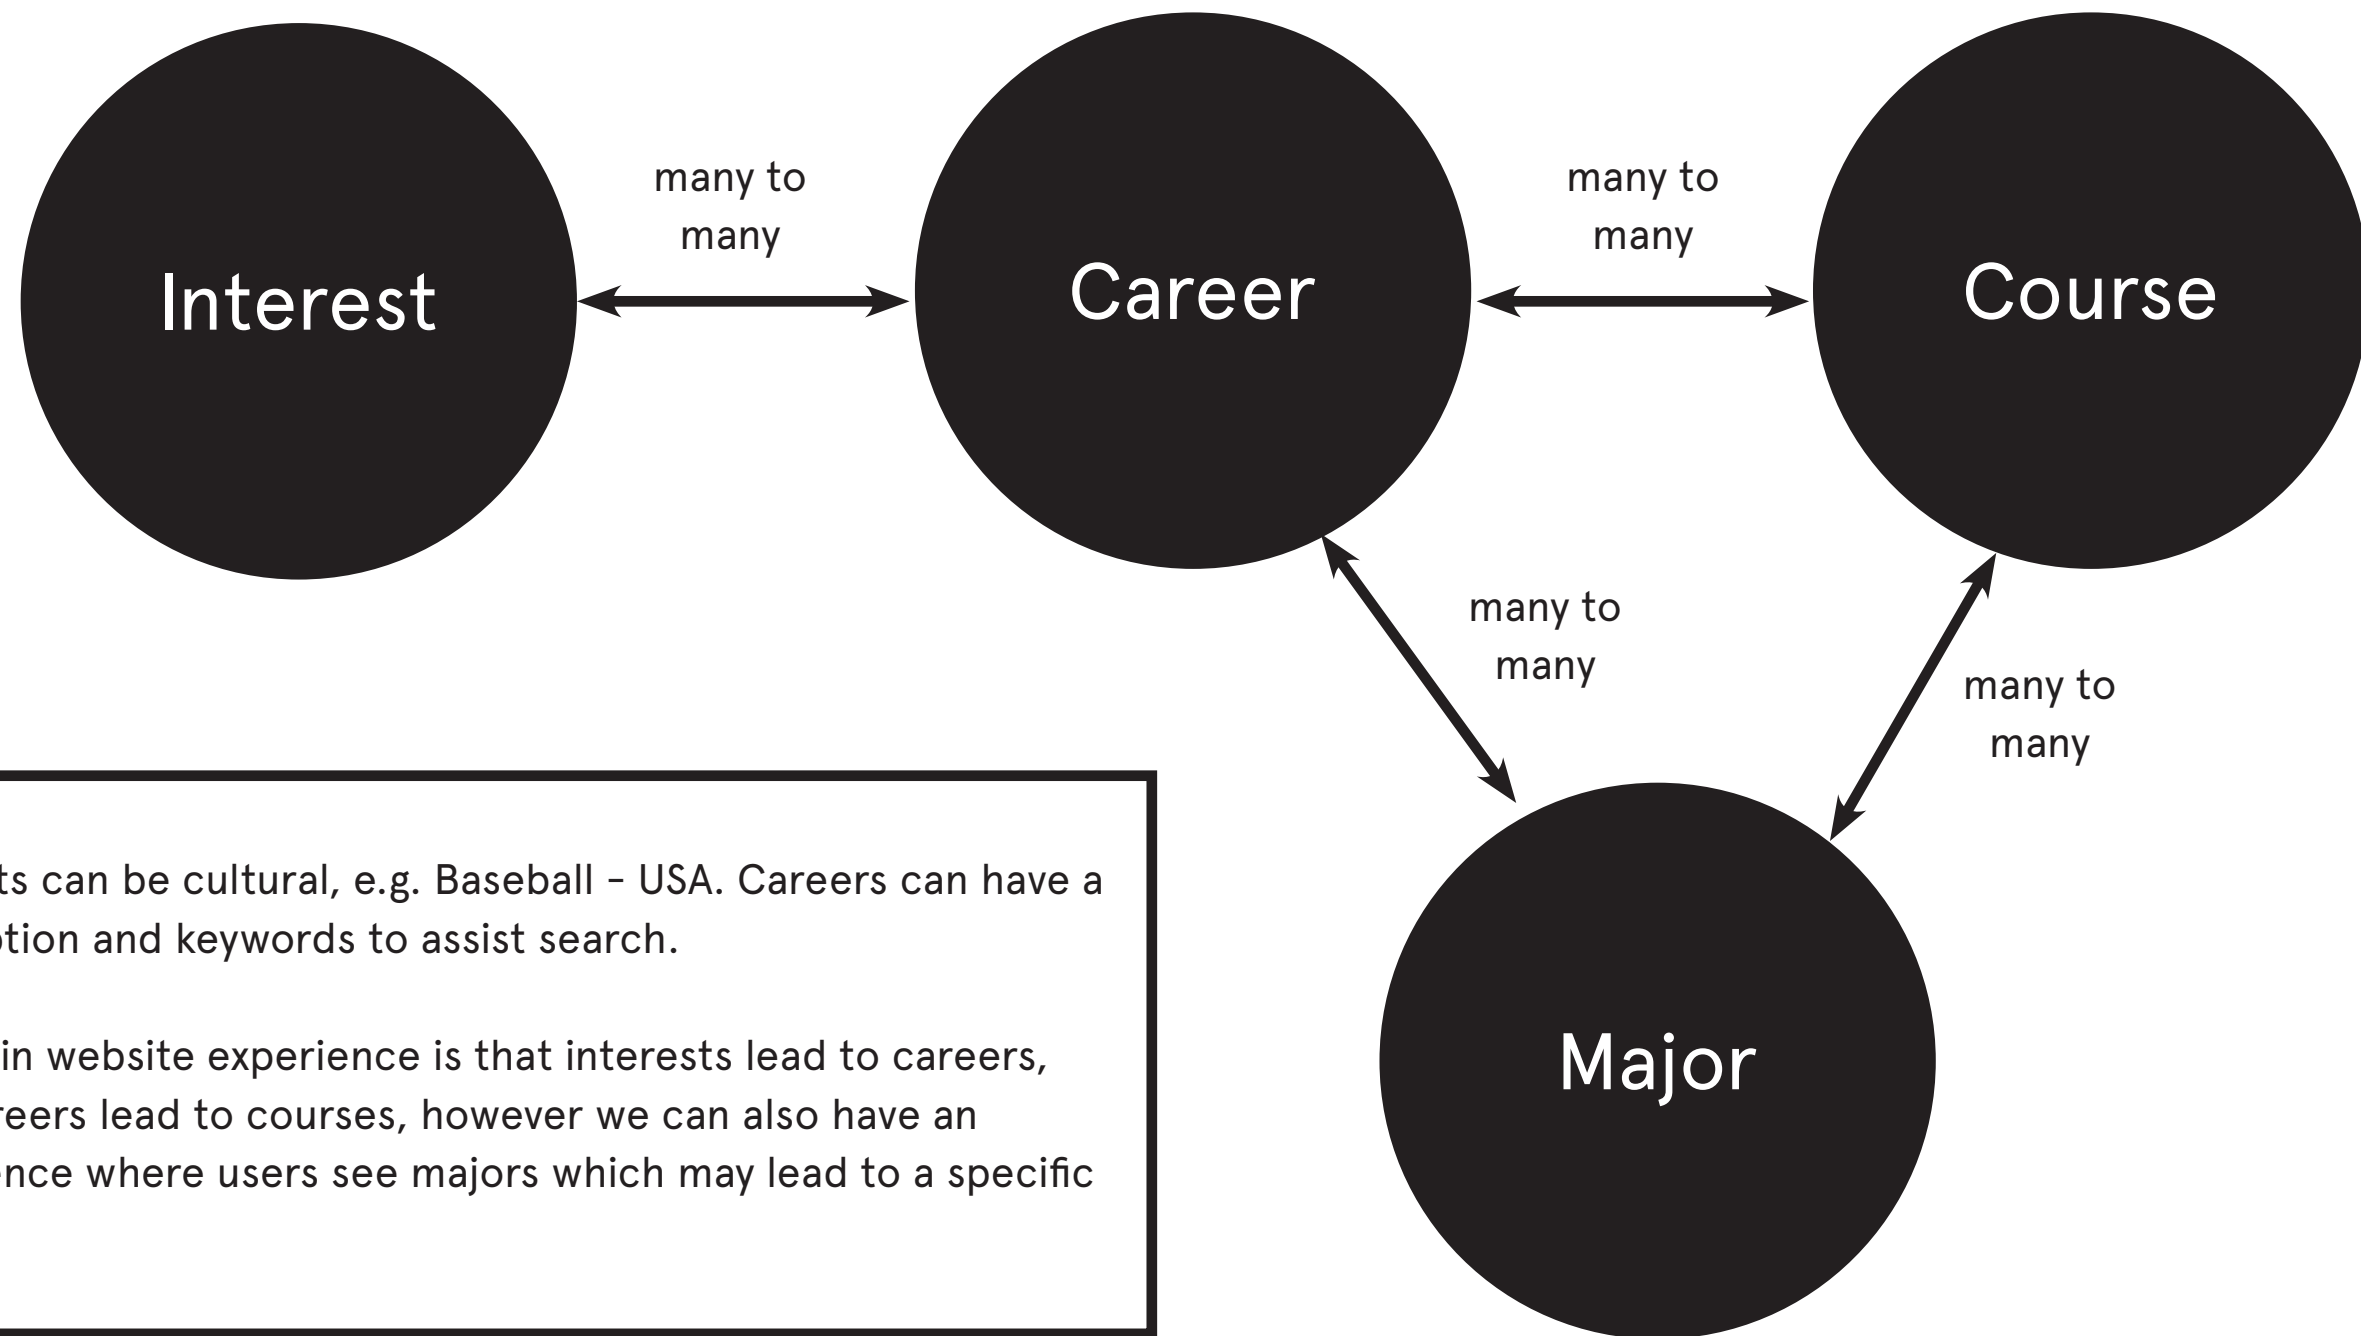 Interest
many to
many
Career
many to
many
Course
many to
many
many to
many
Major
ts can be cultural, e.g. Baseball – USA. Careers can have a
tion and keywords to assist search.
in website experience is that interests lead to careers,
reers lead to courses, however we can also have an
ence where users see majors which may lead to a specific